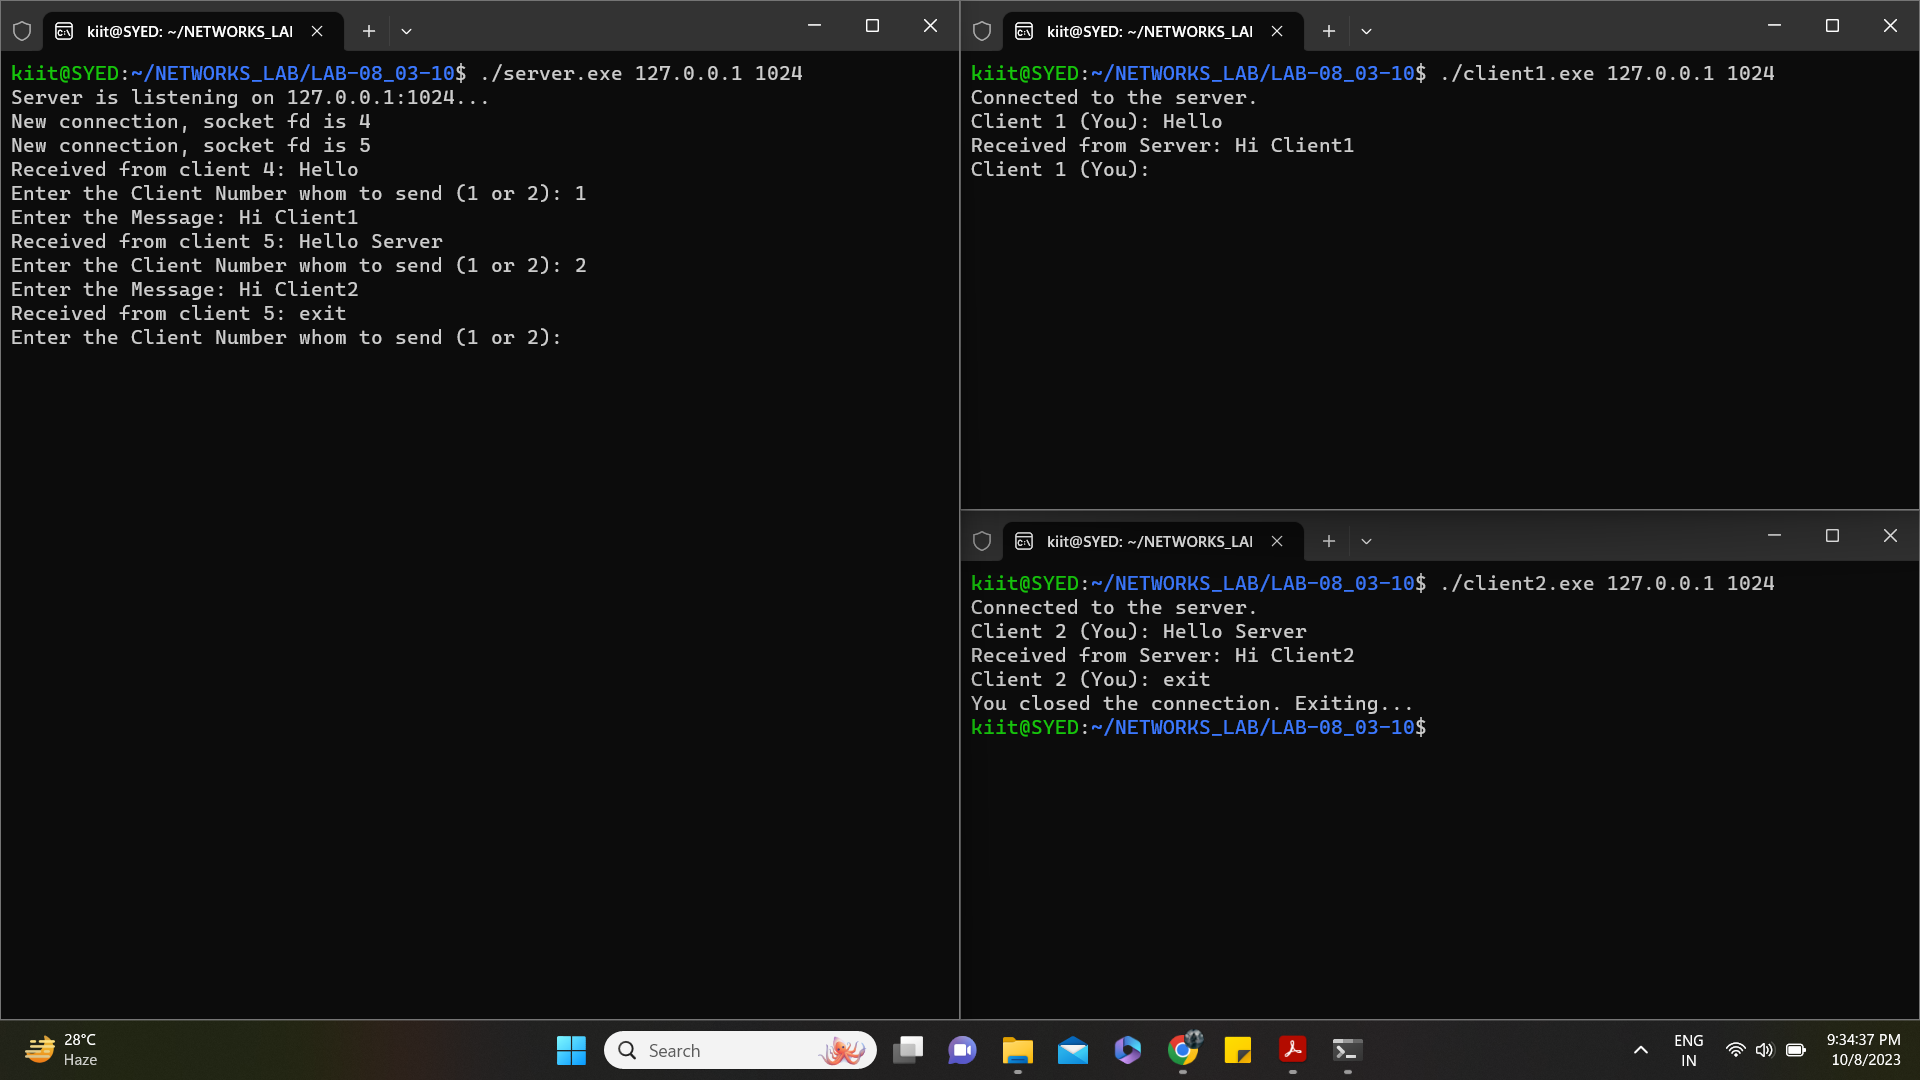 kiit@SYED: ~/NETWORKS_LAI
kiit@SYED:~/NETWORKS_LAB/LAB-08_03-10$ ./server.exe 127.0.0.1 1024
Server is listening on 127.0.0.1:1024...
New connection, socket fd is 4
New connection, socket fd is 5
Received from client 4: Hello
Enter the Client Number whom to send (1 or 2): 1
Enter the Message: Hi Client1
Received from client 5: Hello Server
Enter the Client Number whom to send (1 or 2): 2
Enter the Message: Hi Client2
Received from client 5: exit
Enter the Client Number whom to send (1 or 2):
kiit@SYED: ~/NETWORKS_LAI
kiit@SYED:~/NETWORKS_LAB/LAB-08_03-10$ ./client1.exe 127.0.0.1 1024
Connected to the server.
Client 1 (You): Hello
Received from Server: Hi Client1
Client 1 (You):
kiit@SYED: ~/NETWORKS_LAI
kiit@SYED:~/NETWORKS_LAB/LAB-08_03-10$ ./client2.exe 127.0.0.1 1024
Connected to the server.
Client 2 (You): Hello Server
Received from Server: Hi Client2
Client 2 (You): exit
You closed the connection. Exiting...
kiit@SYED:~/NETWORKS_LAB/LAB-08_03-10$
28°C
Haze
Search
ENG
IN
9:34:37 PM
10/8/2023